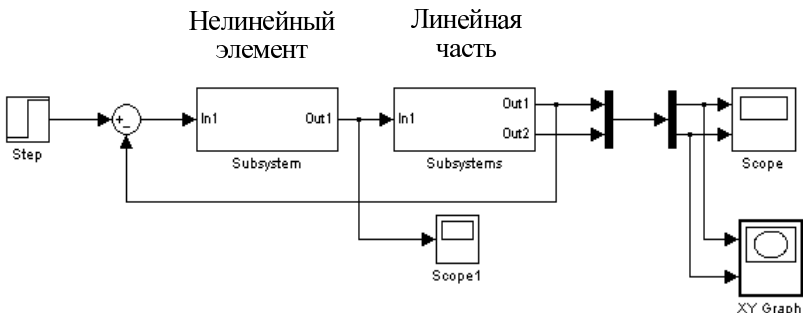 Нелинейный
элемент
Линейная
часть
In1
Out1
In1
Out1
Out2
Step
Subsystem
Subsystems
Scope
Scope1
XY Graph